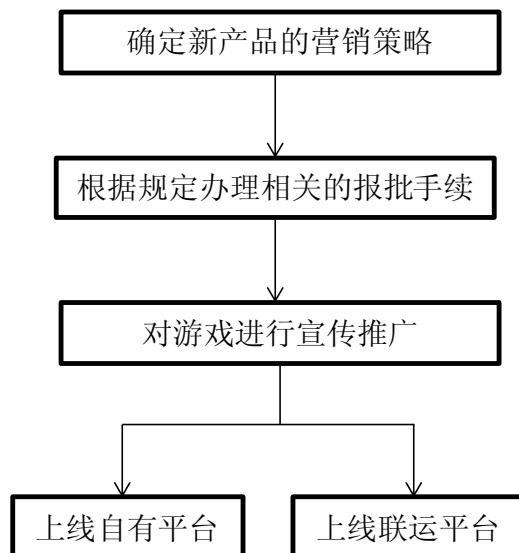 确定新产品的营销策略
根据规定办理相关的报批手续
对游戏进行宣传推广
上线自有平台
上线联运平台